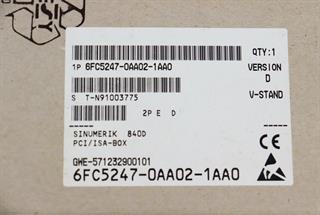 QTY:1
1P 6FC5247-0AA02-1AA0
VERSION
D
S T-N91003775
V-STAND
2P E D
SINUMERIK 840D
PCI/ISA-BOX
GWE-571232900101
6FC5247-0AA02-1AA0
CE